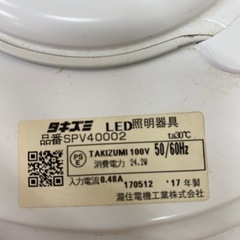 タキズミ LED照明器具
品番SPV40002 ta30℃
PS E TAKIZUMI 100V 50/60Hz
消費電力 24.2W
入力電流0.48A 170512 '17年製
瀧住電機工業株式会社